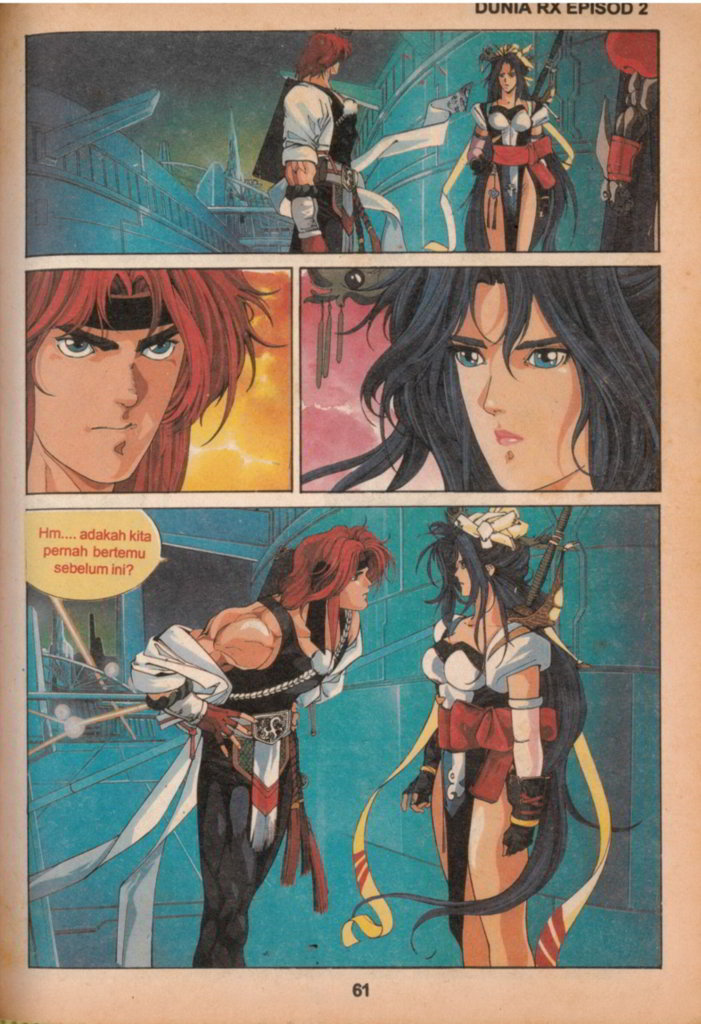 DUNIA RX EPISOD 2
Hm.... adakah kita
pernah bertemu
sebelum ini?
61